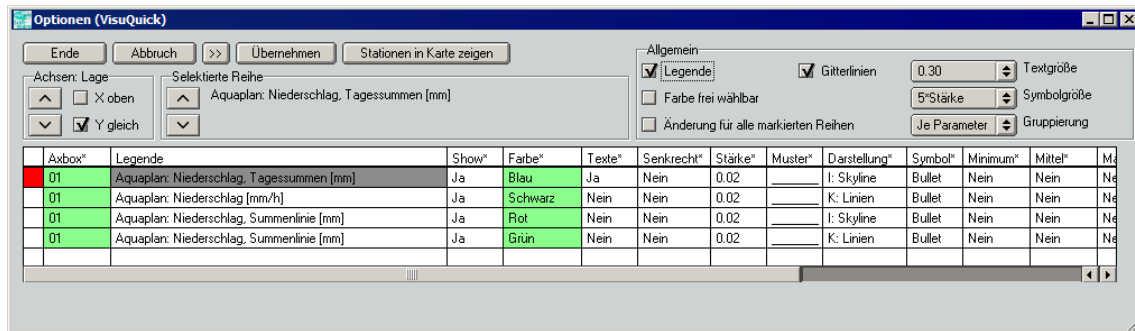 Optionen (VisuQuick)
Ende Abbruch >> Übernehmen Stationen in Karte zeigen
Achsen: Lage
X oben
Y gleich
Selektierte Reihe
Aquaplan: Niederschlag, Tagessummen [mm]
Allgemein
Legende Gitterlinien 0.30 Textgröße
Farbe frei wählbar 5*Stärke Symbolgröße
Änderung für alle markierten Reihen Je Parameter Gruppierung
Axbox* Legende Show* Farbe* Texte* Senkrecht* Stärke* Muster* Darstellung* Symbol* Minimum* Mittel* Ma
01 Aquaplan: Niederschlag, Tagessummen [mm] Ja Blau Ja Nein 0.02 I: Skyline Bullet Nein Nein Ne
01 Aquaplan: Niederschlag [mm/h] Ja Schwarz Nein Nein 0.02 K: Linien Bullet Nein Nein Ne
01 Aquaplan: Niederschlag, Summenlinie [mm] Ja Rot Nein Nein 0.02 I: Skyline Bullet Nein Nein Ne
01 Aquaplan: Niederschlag, Summenlinie [mm] Ja Grün Nein Nein 0.02 K: Linien Bullet Nein Nein Ne